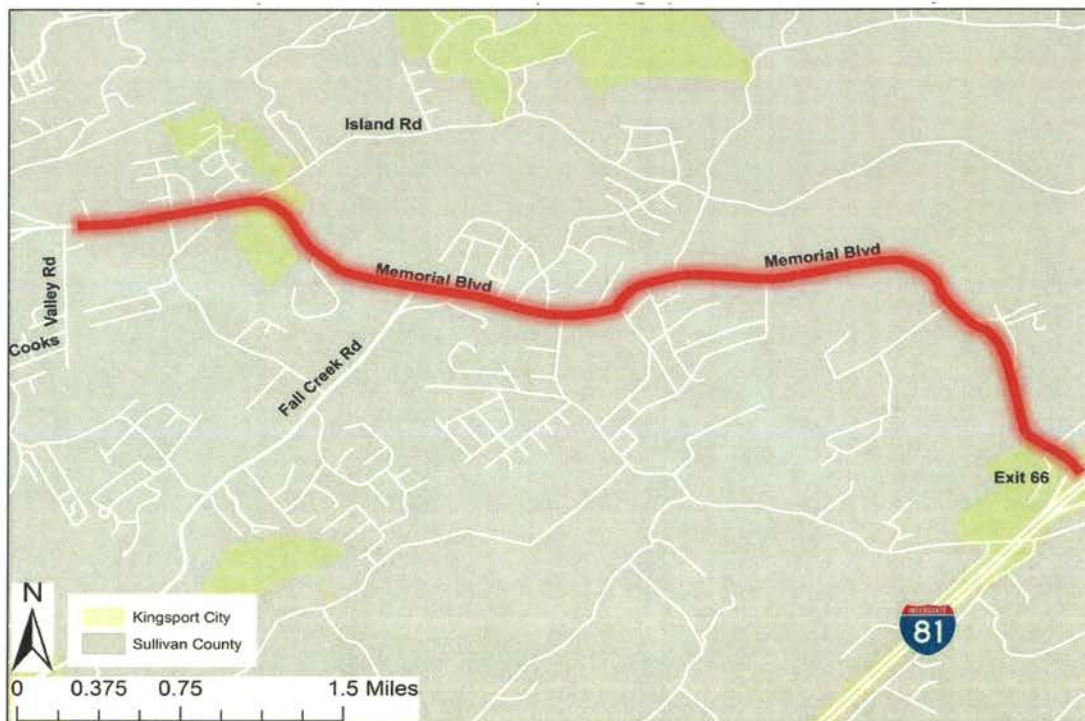 Island Rd
Memorial Blvd
Memorial Blvd
Valley Rd
Cooks
Fall Creek Rd
Exit 66
N
Kingsport City
Sullivan County
INTERSTATE
81
0 0.375 0.75 1.5 Miles